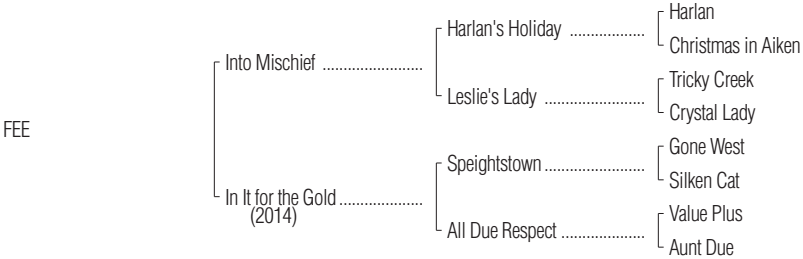 Harlan
Harlan's Holiday ..................
Christmas in Aiken
Into Mischief ........................
Tricky Creek
Leslie's Lady ........................
Crystal Lady
FEE
Gone West
Speightstown ........................
Silken Cat
In It for the Gold ....................
(2014)
Value Plus
All Due Respect ....................
Aunt Due